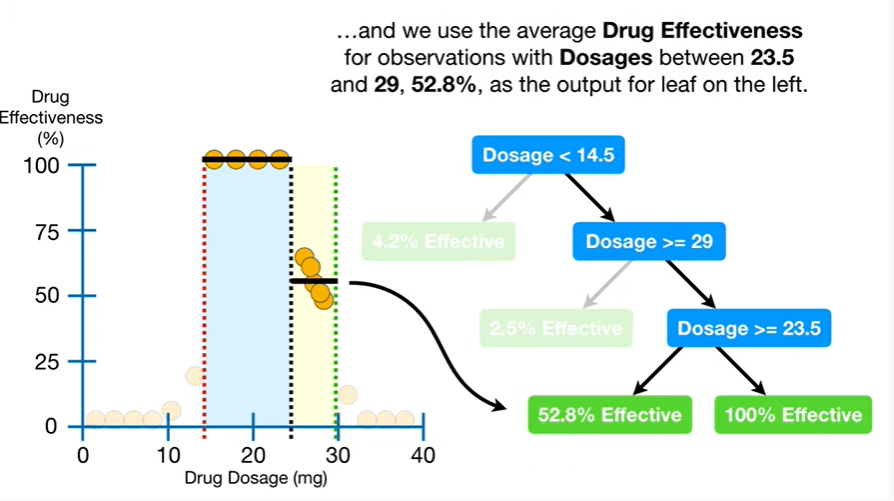 …and we use the average Drug Effectiveness
for observations with Dosages between 23.5
and 29, 52.8%, as the output for leaf on the left.
Drug
Effectiveness
(%)
100
75
50
25
0
0 10 20 30 40
Drug Dosage (mg)
Dosage < 14.5
4.2% Effective
Dosage >= 29
2.5% Effective
Dosage >= 23.5
52.8% Effective
100% Effective